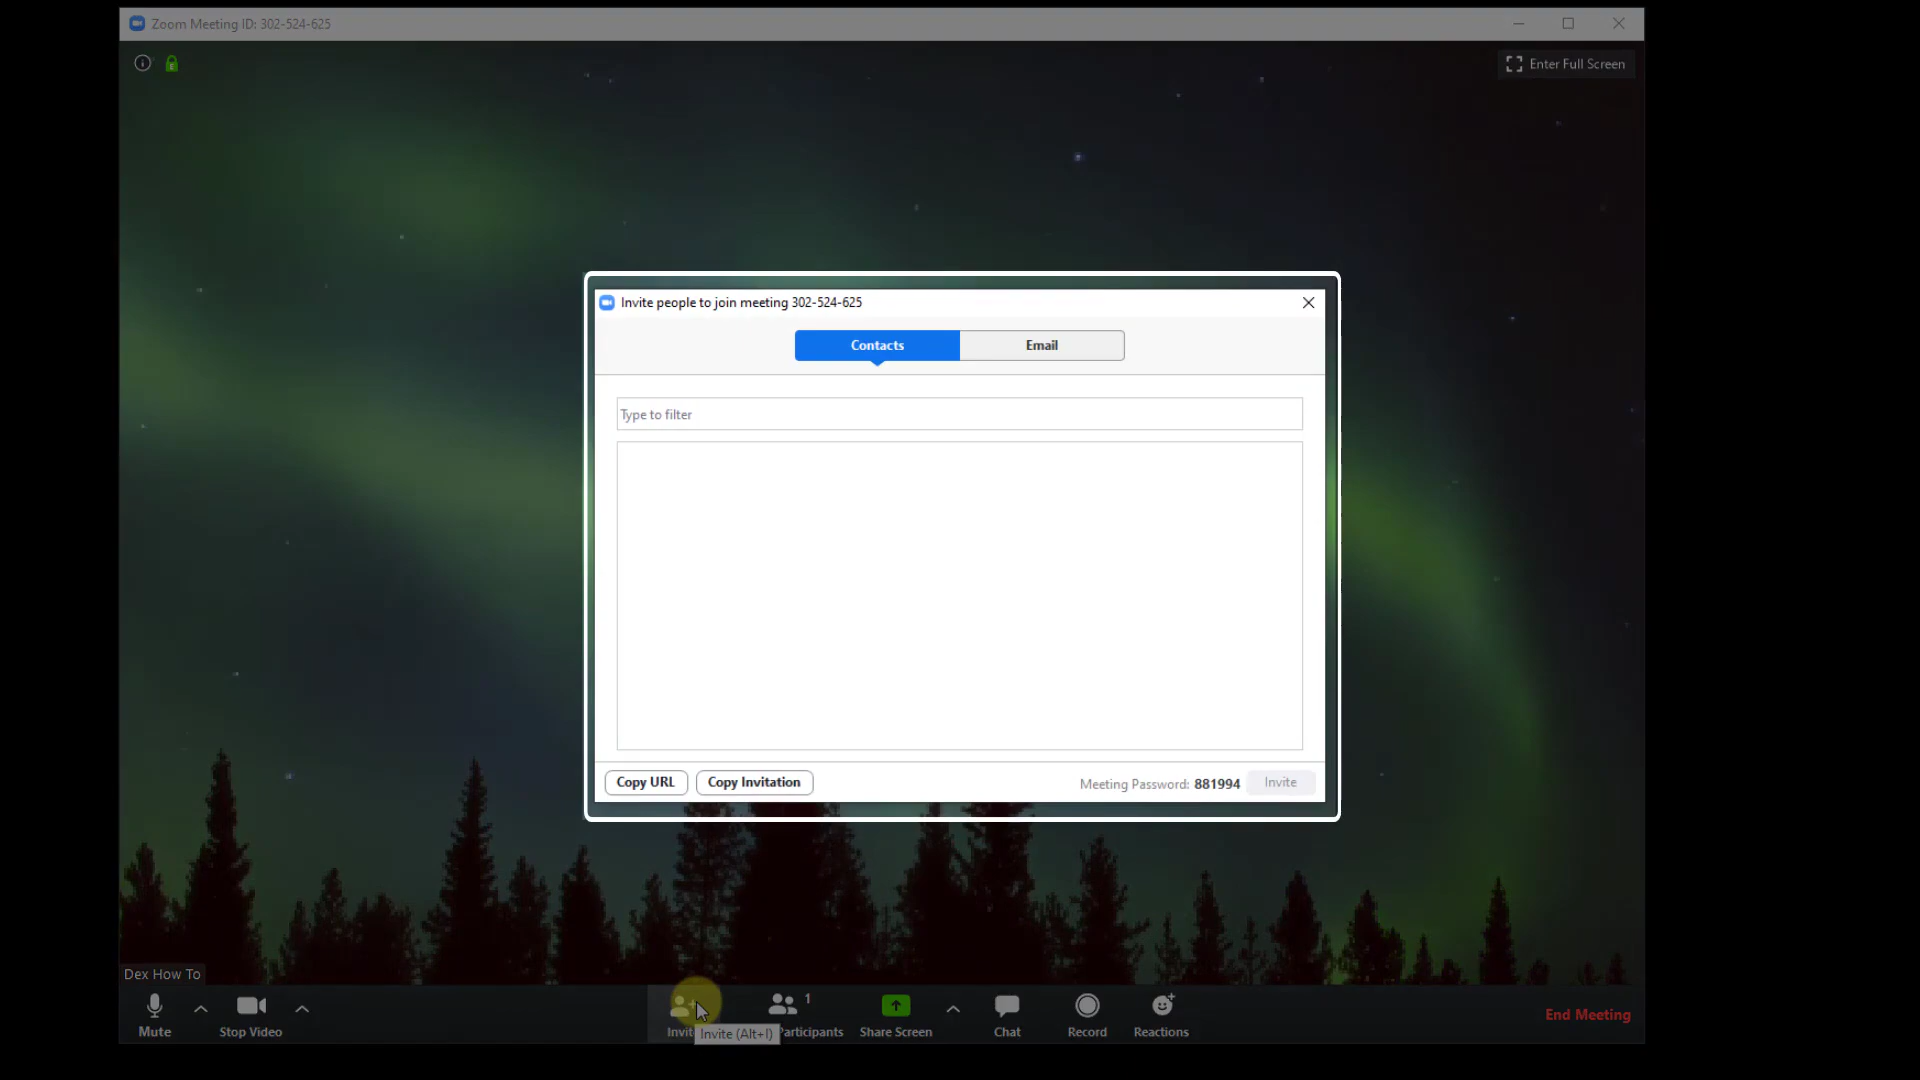 Zoom Meeting ID: 302-524-625
Enter Full Screen
Invite people to join meeting 302-524-625
Contacts
Email
Type to filter
Copy URL
Copy Invitation
Meeting Password: 881994
Invite
Dex How To
Mute
Stop Video
Invit
Invite (Alt+I)
Participants
1
Share Screen
Chat
Record
Reactions
End Meeting